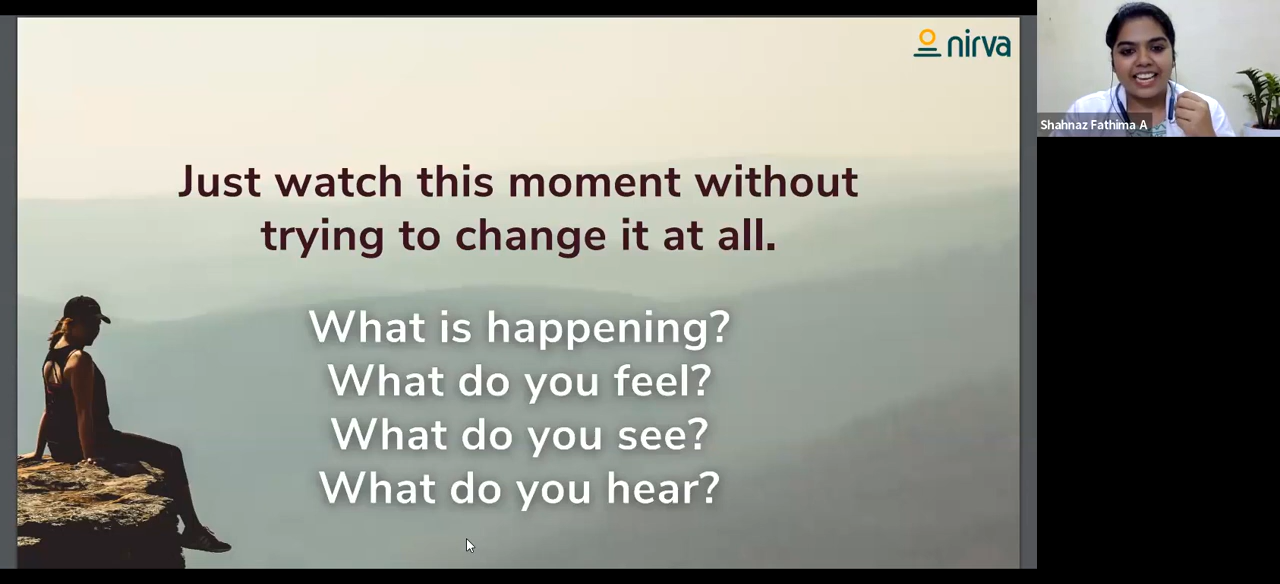 nirva
Just watch this moment without
trying to change it at all.
What is happening?
What do you feel?
What do you see?
What do you hear?
Shahnaz Fathima A